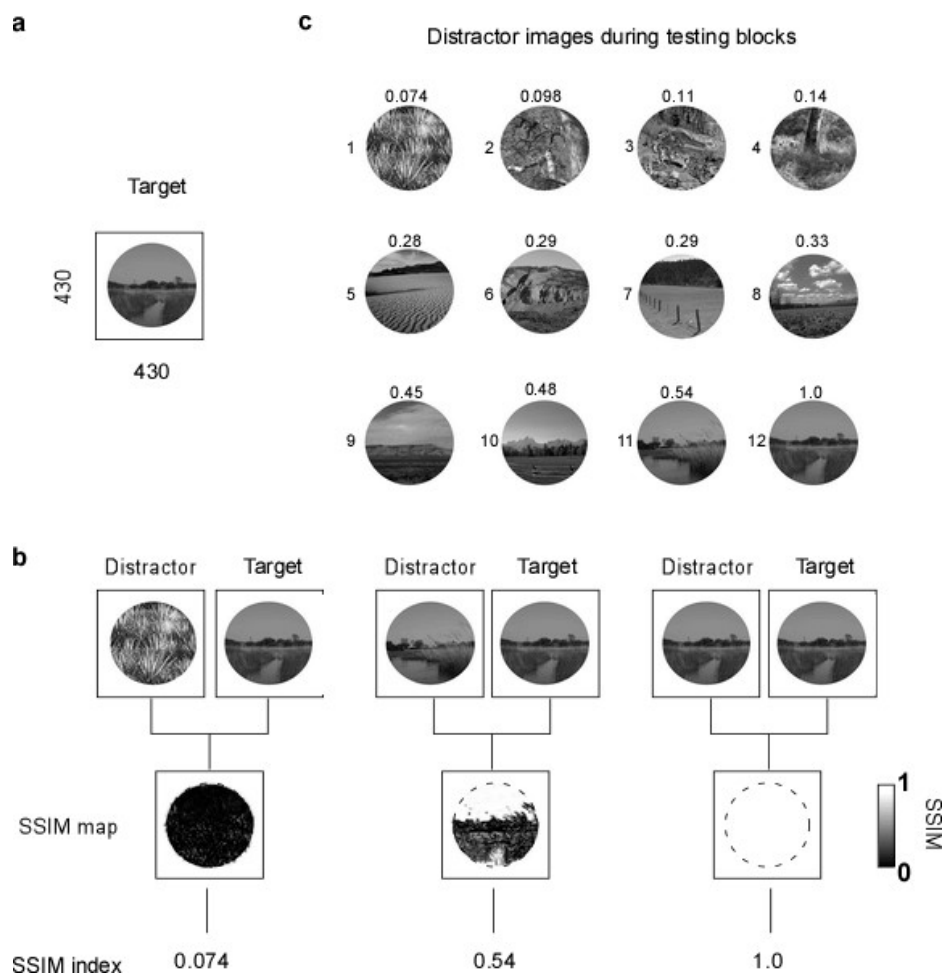 a
c
Distractor images during testing blocks
0.074 0.098 0.11 0.14
1 2 3 4
Target
430
430
0.28 0.29 0.29 0.33
5 6 7 8
0.45 0.48 0.54 1.0
9 10 11 12
b
Distractor Target Distractor Target Distractor Target
SSIM map
1
0
SSIM
SSIM index 0.074 0.54 1.0